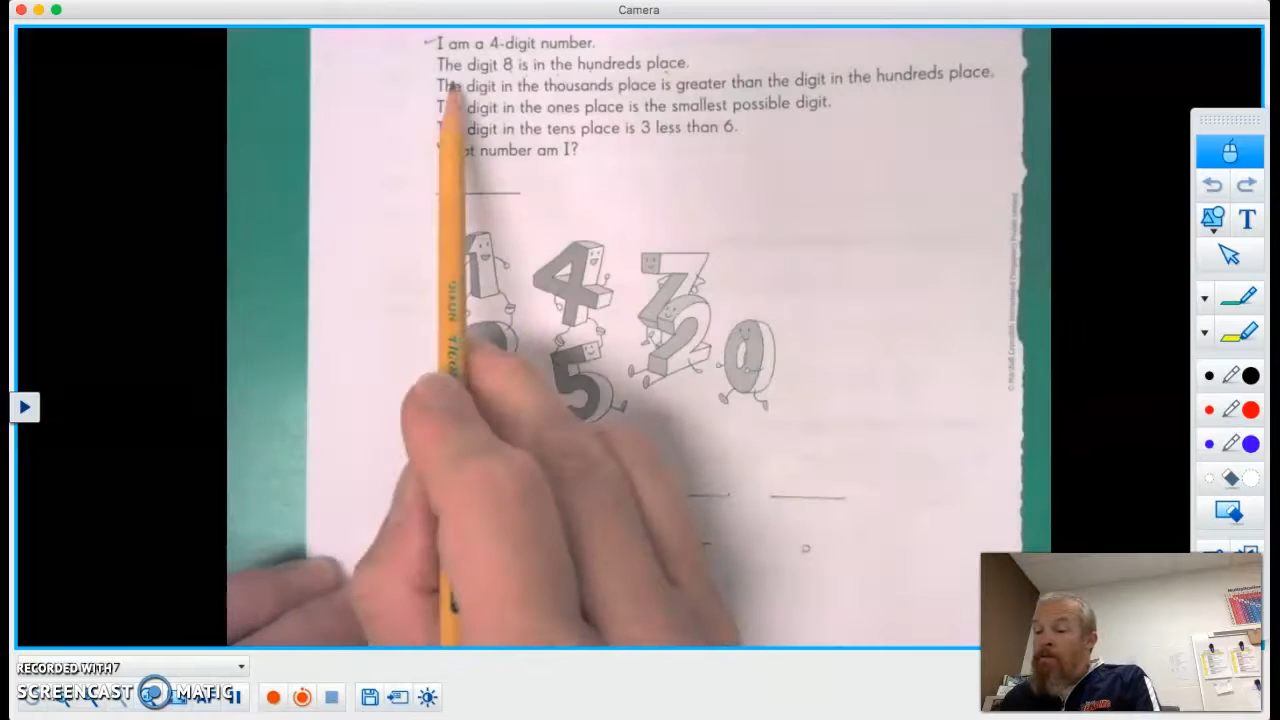 Camera
I am a 4-digit number.
The digit 8 is in the hundreds place.
The digit in the thousands place is greater than the digit in the hundreds place.
digit in the ones place is the smallest possible digit.
digit in the tens place is 3 less than 6.
number am I?
1 4 7
5 2 0
T
RECORDED WITH
SCREENCAST MATIC